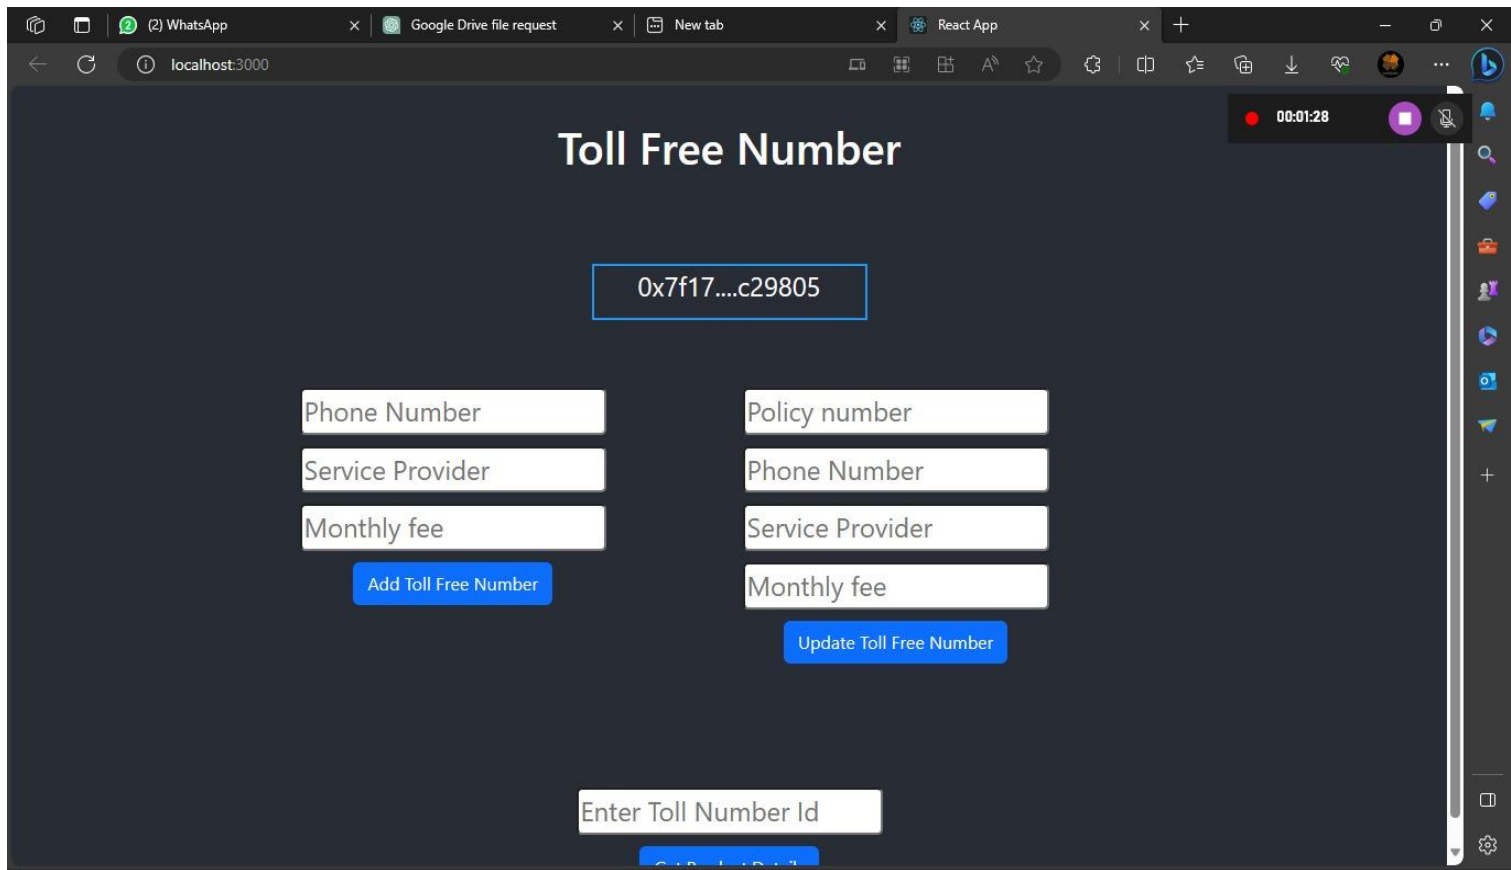 (2) WhatsApp
Google Drive file request
New tab
React App
localhost:3000
00:01:28
Toll Free Number
0x7f17....c29805
Phone Number
Service Provider
Monthly fee
Add Toll Free Number
Policy number
Phone Number
Service Provider
Monthly fee
Update Toll Free Number
Enter Toll Number Id